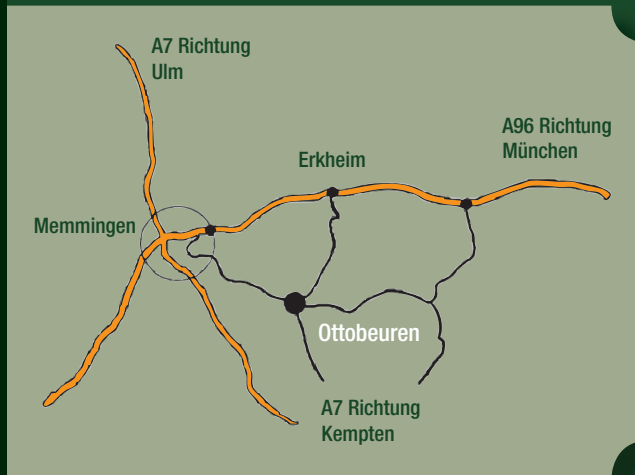 A7 Richtung
Ulm
A96 Richtung
München
Erkheim
Memmingen
Ottobeuren
A7 Richtung
Kempten